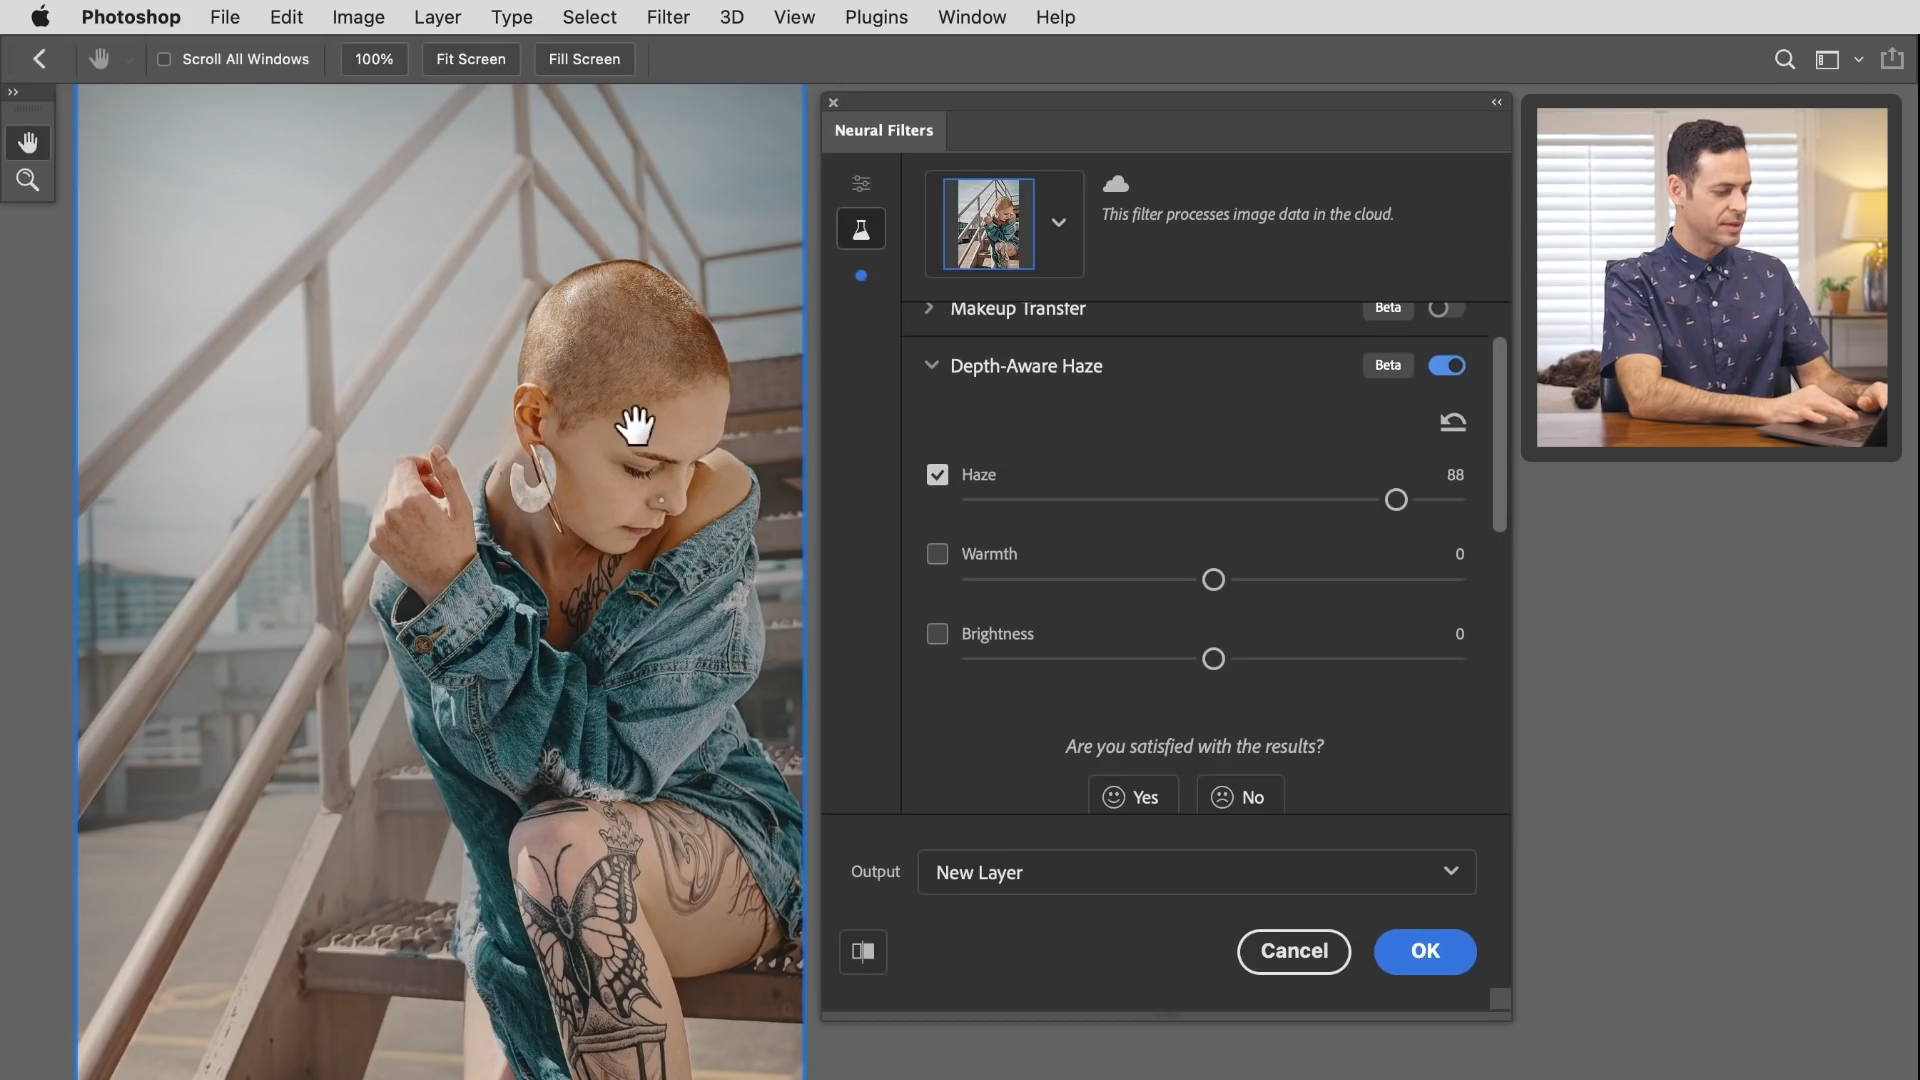 Photoshop File Edit Image Layer Type Select Filter 3D View Plugins Window Help
Scroll All Windows 100% Fit Screen Fill Screen
Neural Filters
This filter processes image data in the cloud.
Makeup Transfer Beta
Depth-Aware Haze Beta
Haze 88
Warmth 0
Brightness 0
Are you satisfied with the results?
Yes No
Output New Layer
Cancel OK